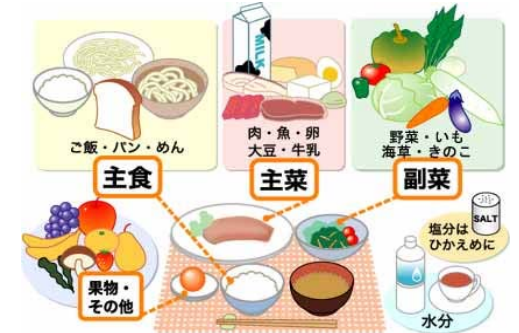 MILK
ご飯・パン・めん
肉・魚・卵
大豆・牛乳
野菜・いも
海草・きのこ
主食
主菜
副菜
SALT
塩分は
ひかえめに
果物・
その他
水分